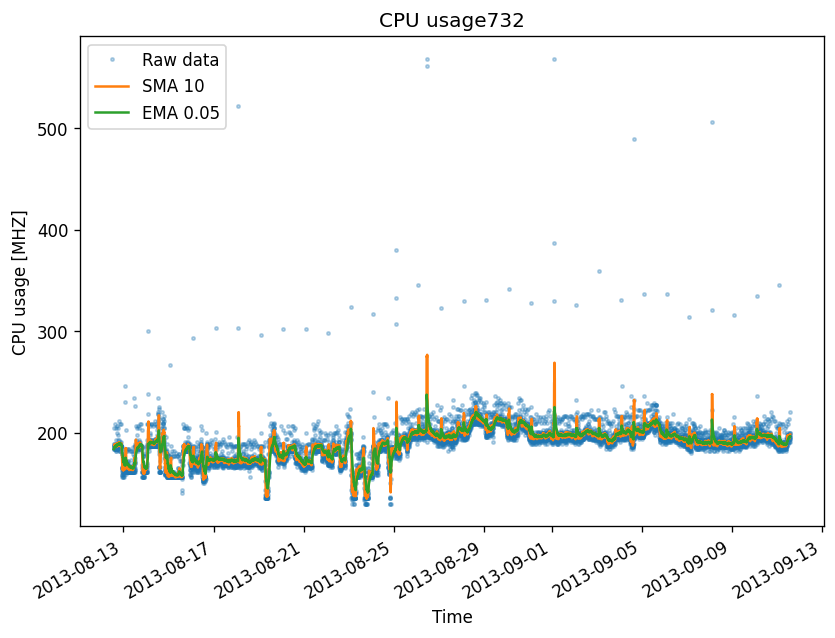 CPU usage732
Raw data
SMA 10
EMA 0.05
CPU usage [MHZ]
500
400
300
200
2013-08-13
2013-08-17
2013-08-21
2013-08-25
2013-08-29
2013-09-01
2013-09-05
2013-09-09
2013-09-13
Time